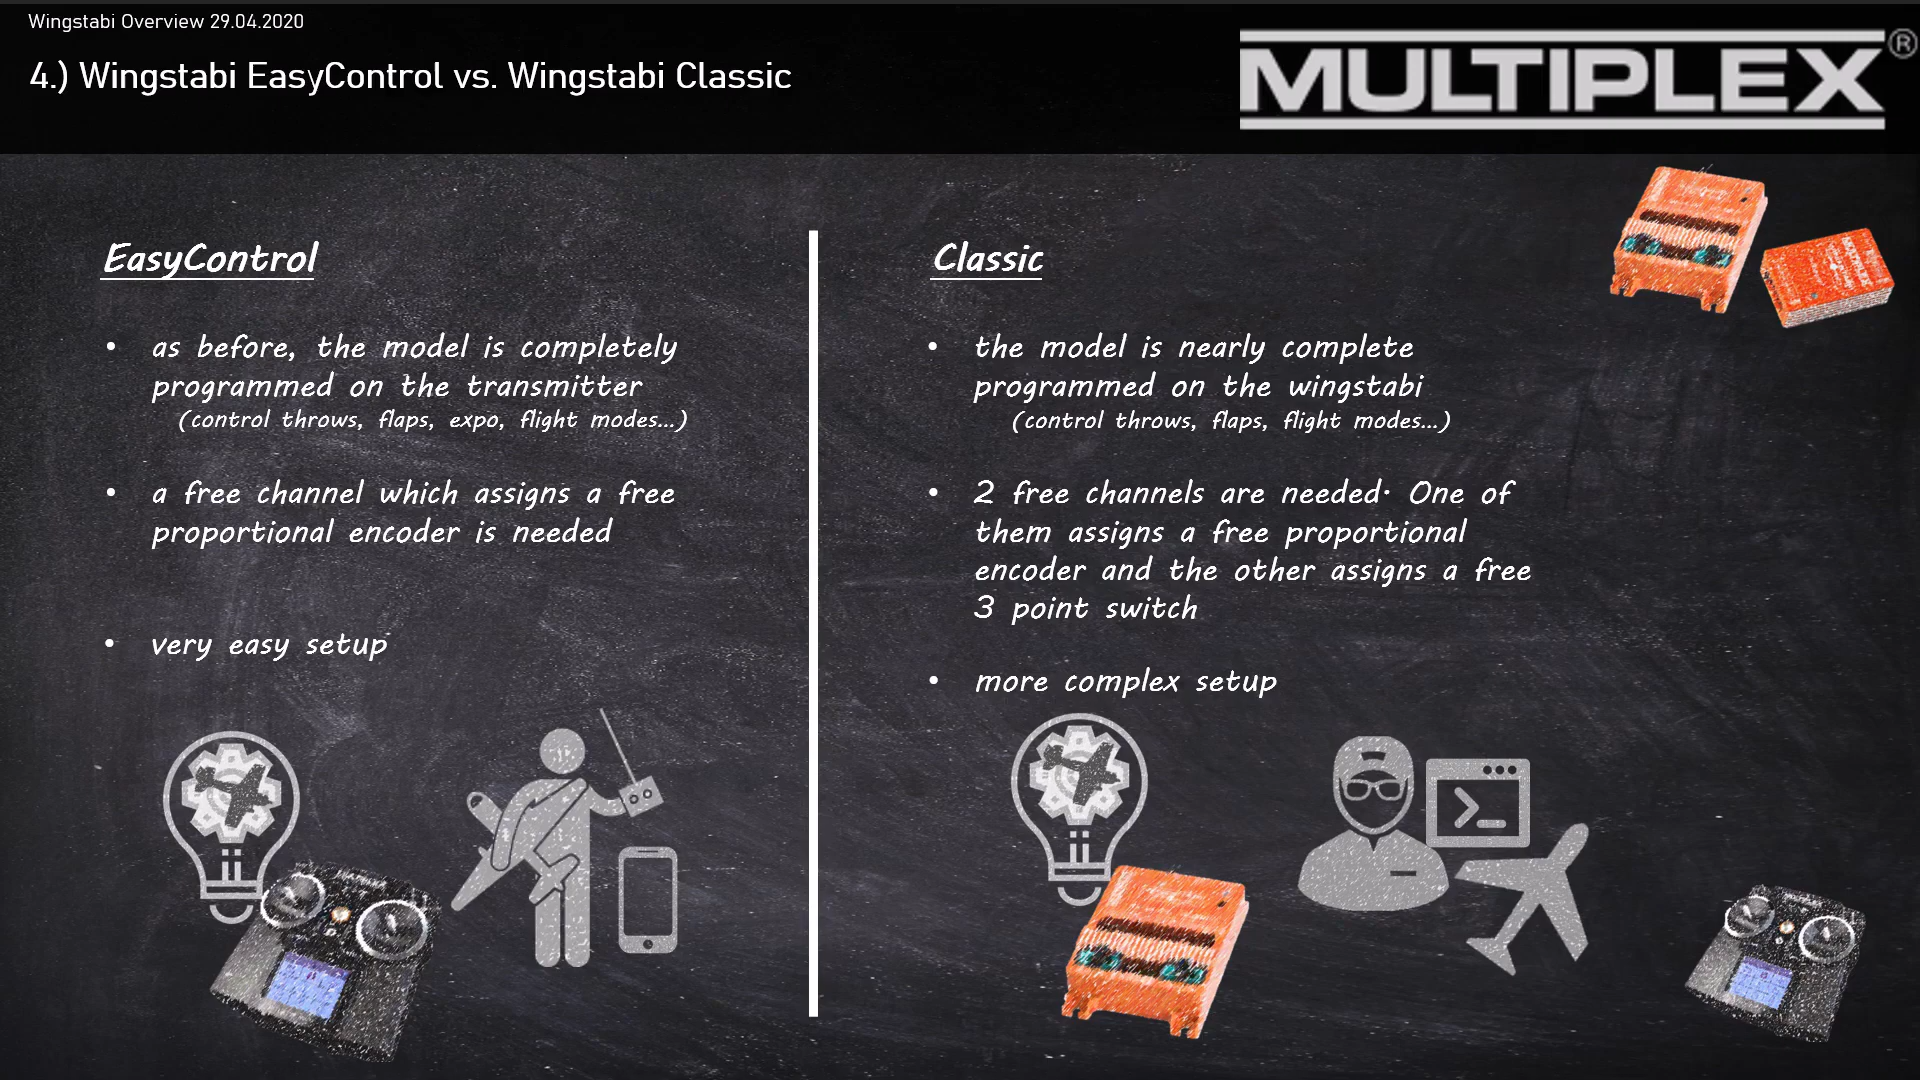 Wingstabi Overview 29.04.2020
4.) Wingstabi EasyControl vs. Wingstabi Classic
MULTIPLEX®
EasyControl
• as before, the model is completely
programmed on the transmitter
(control throws, flaps, expo, flight modes...)
• a free channel which assigns a free
proportional encoder is needed
• very easy setup
Classic
• the model is nearly complete
programmed on the wingstabi
(control throws, flaps, flight modes...)
• 2 free channels are needed. One of
them assigns a free proportional
encoder and the other assigns a free
3 point switch
• more complex setup